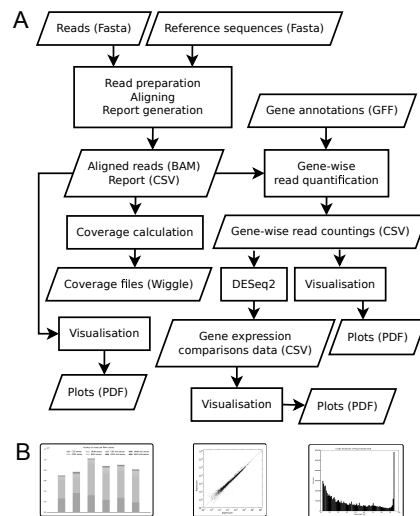 A
Reads (Fasta)
Reference sequences (Fasta)
Read preparation
Aligning
Report generation
Gene annotations (GFF)
Aligned reads (BAM)
Report (CSV)
Gene-wise
read quantification
Coverage calculation
Gene-wise read countings (CSV)
Coverage files (Wiggle)
DESeq2
Visualisation
Visualisation
Gene expression
comparisons data (CSV)
Plots (PDF)
Plots (PDF)
Visualisation
Plots (PDF)
B